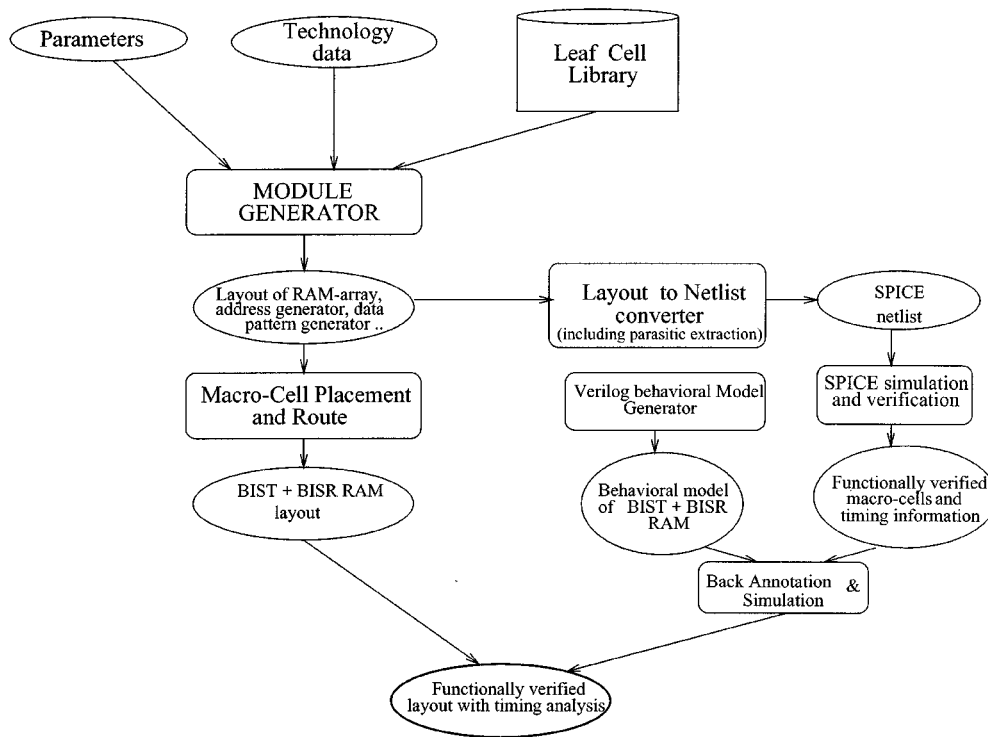 Parameters
Technology
data
Leaf Cell
Library
MODULE
GENERATOR
Layout of RAM-array,
address generator, data
pattern generator ..
Layout to Netlist
converter
(including parasitic extraction)
SPICE
netlist
Macro-Cell Placement
and Route
Verilog behavioral Model
Generator
SPICE simulation
and verification
BIST + BISR RAM
layout
Behavioral model
of BIST + BISR
RAM
Functionally verified
macro-cells and
timing information
Back Annotation &
Simulation
Functionally verified
layout with timing analysis